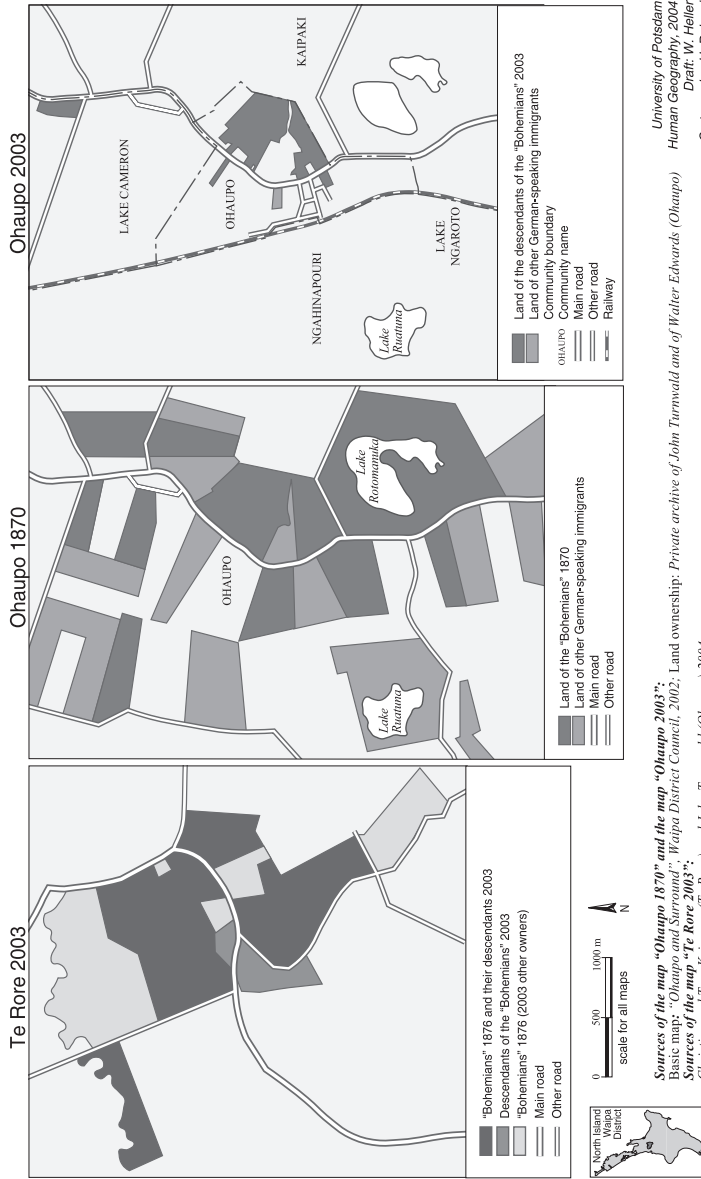 Te Rore 2003
"Bohemians" 1876 and their descendants 2003
Descendants of the "Bohemians" 2003
"Bohemians" 1876 (2003 other owners)
Main road
Other road
Ohaupo 1870
OHAUPO
Lake
Rotomanuka
Lake
Ruatuna
Land of the "Bohemians" 1870
Land of other German-speaking immigrants
Main road
Other road
Ohaupo 2003
LAKE CAMERON
KAIPAKI
OHAUPO
NGAHINAPOURI
LAKE
NGAROTO
Lake
Ruatuna
Land of the descendants of the "Bohemians" 2003
Land of other German-speaking immigrants
Community boundary
OHAUPO Community name
Main road
Other road
Railway
North Island
Waipa
District
0 500 1000 m
scale for all maps
N
Sources of the map "Ohaupo 1870" and the map "Ohaupo 2003":
Basic map: "Ohaupo and Surround", Waipa District Council, 2002; Land ownership: Private archive of John Turnwald and of Walter Edwards (Ohaupo)
Sources of the map "Te Rore 2003":
University of Potsdam
Human Geography, 2004
Draft: W. Heller